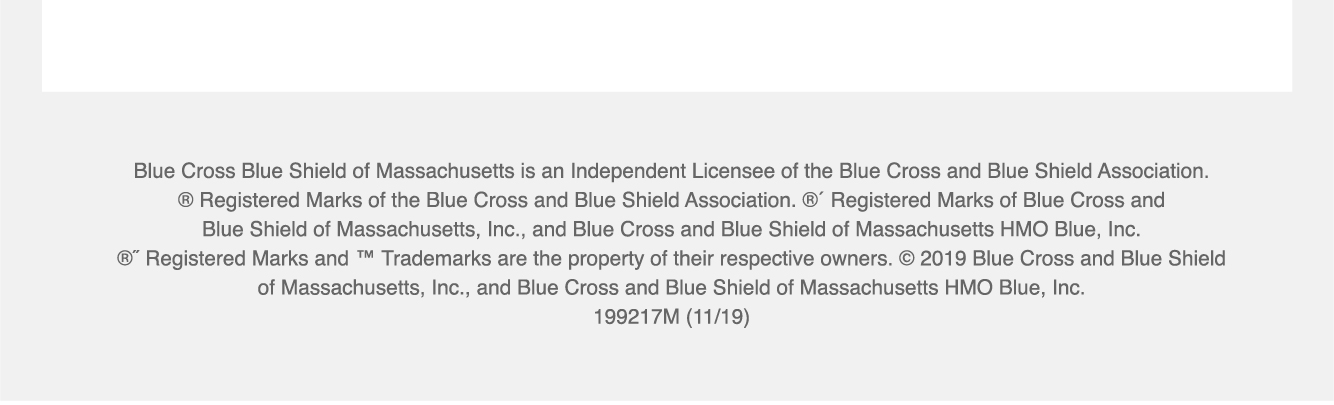 Blue Cross Blue Shield of Massachusetts is an Independent Licensee of the Blue Cross and Blue Shield Association.
® Registered Marks of the Blue Cross and Blue Shield Association. ®´ Registered Marks of Blue Cross and
Blue Shield of Massachusetts, Inc., and Blue Cross and Blue Shield of Massachusetts HMO Blue, Inc.
®˝ Registered Marks and ™ Trademarks are the property of their respective owners. © 2019 Blue Cross and Blue Shield
of Massachusetts, Inc., and Blue Cross and Blue Shield of Massachusetts HMO Blue, Inc.
199217M (11/19)